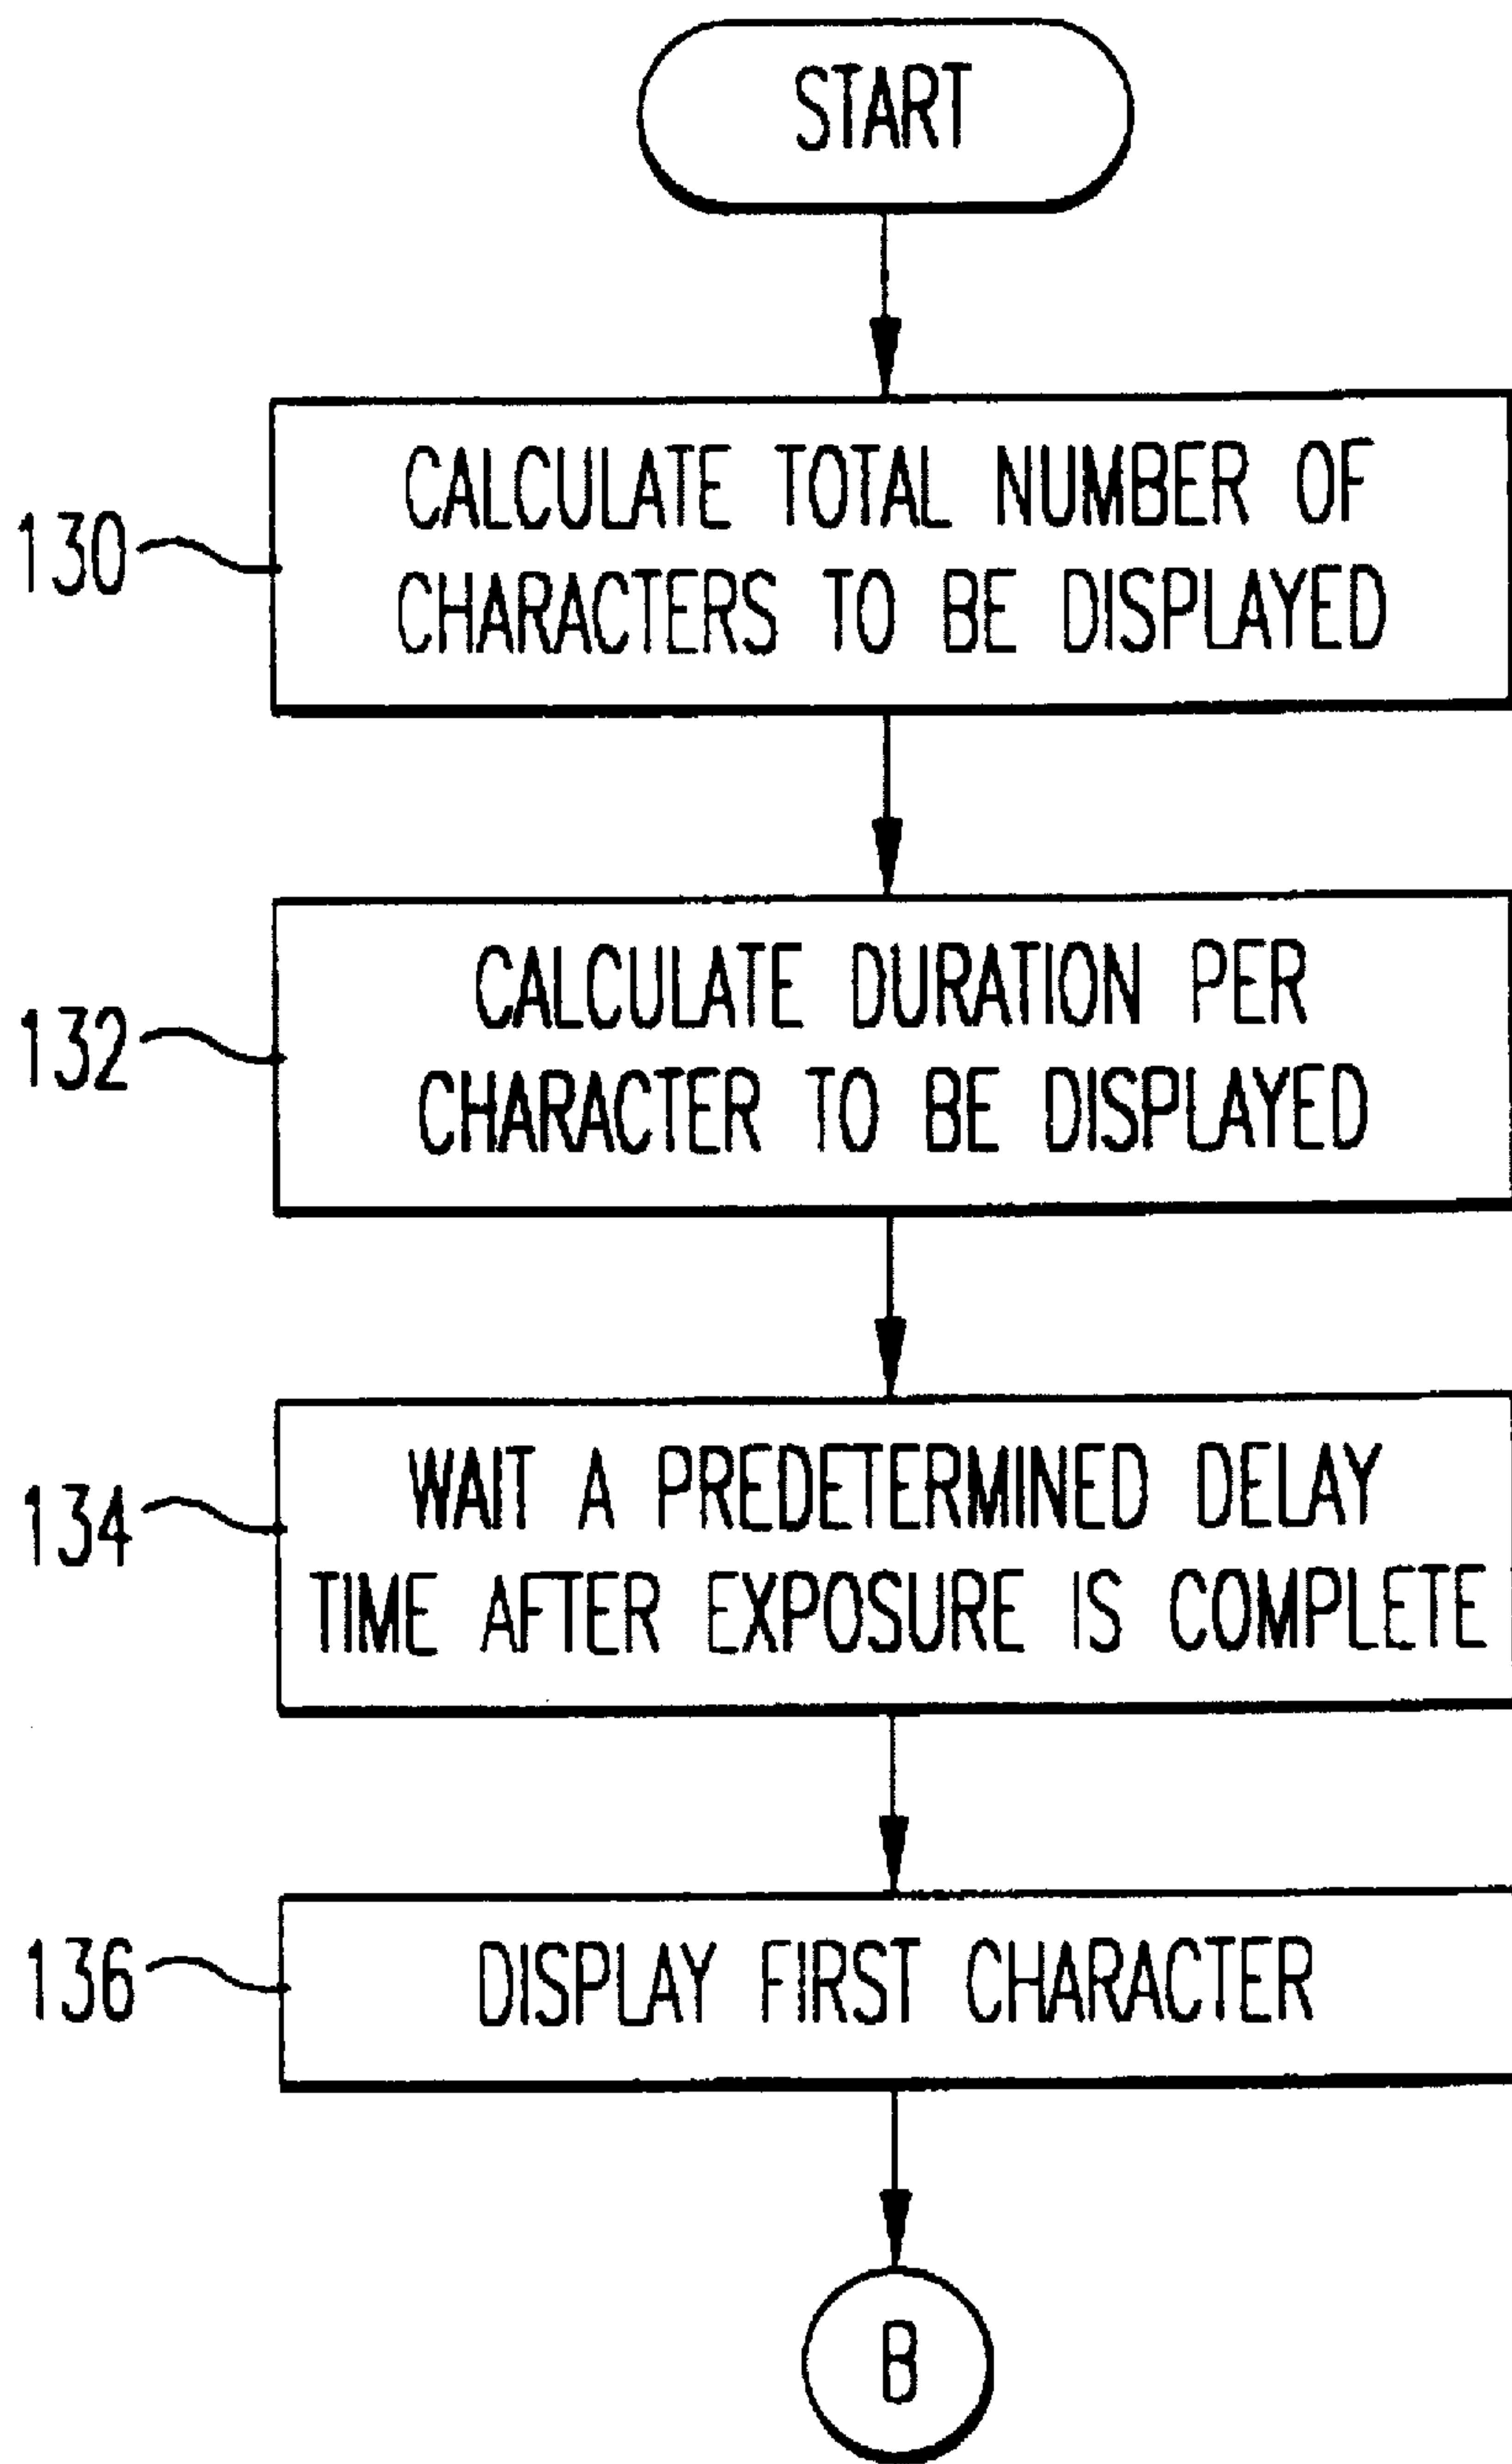 START
130
CALCULATE TOTAL NUMBER OF
CHARACTERS TO BE DISPLAYED
132
CALCULATE DURATION PER
CHARACTER TO BE DISPLAYED
134
WAIT A PREDETERMINED DELAY
TIME AFTER EXPOSURE IS COMPLETE
136
DISPLAY FIRST CHARACTER
B